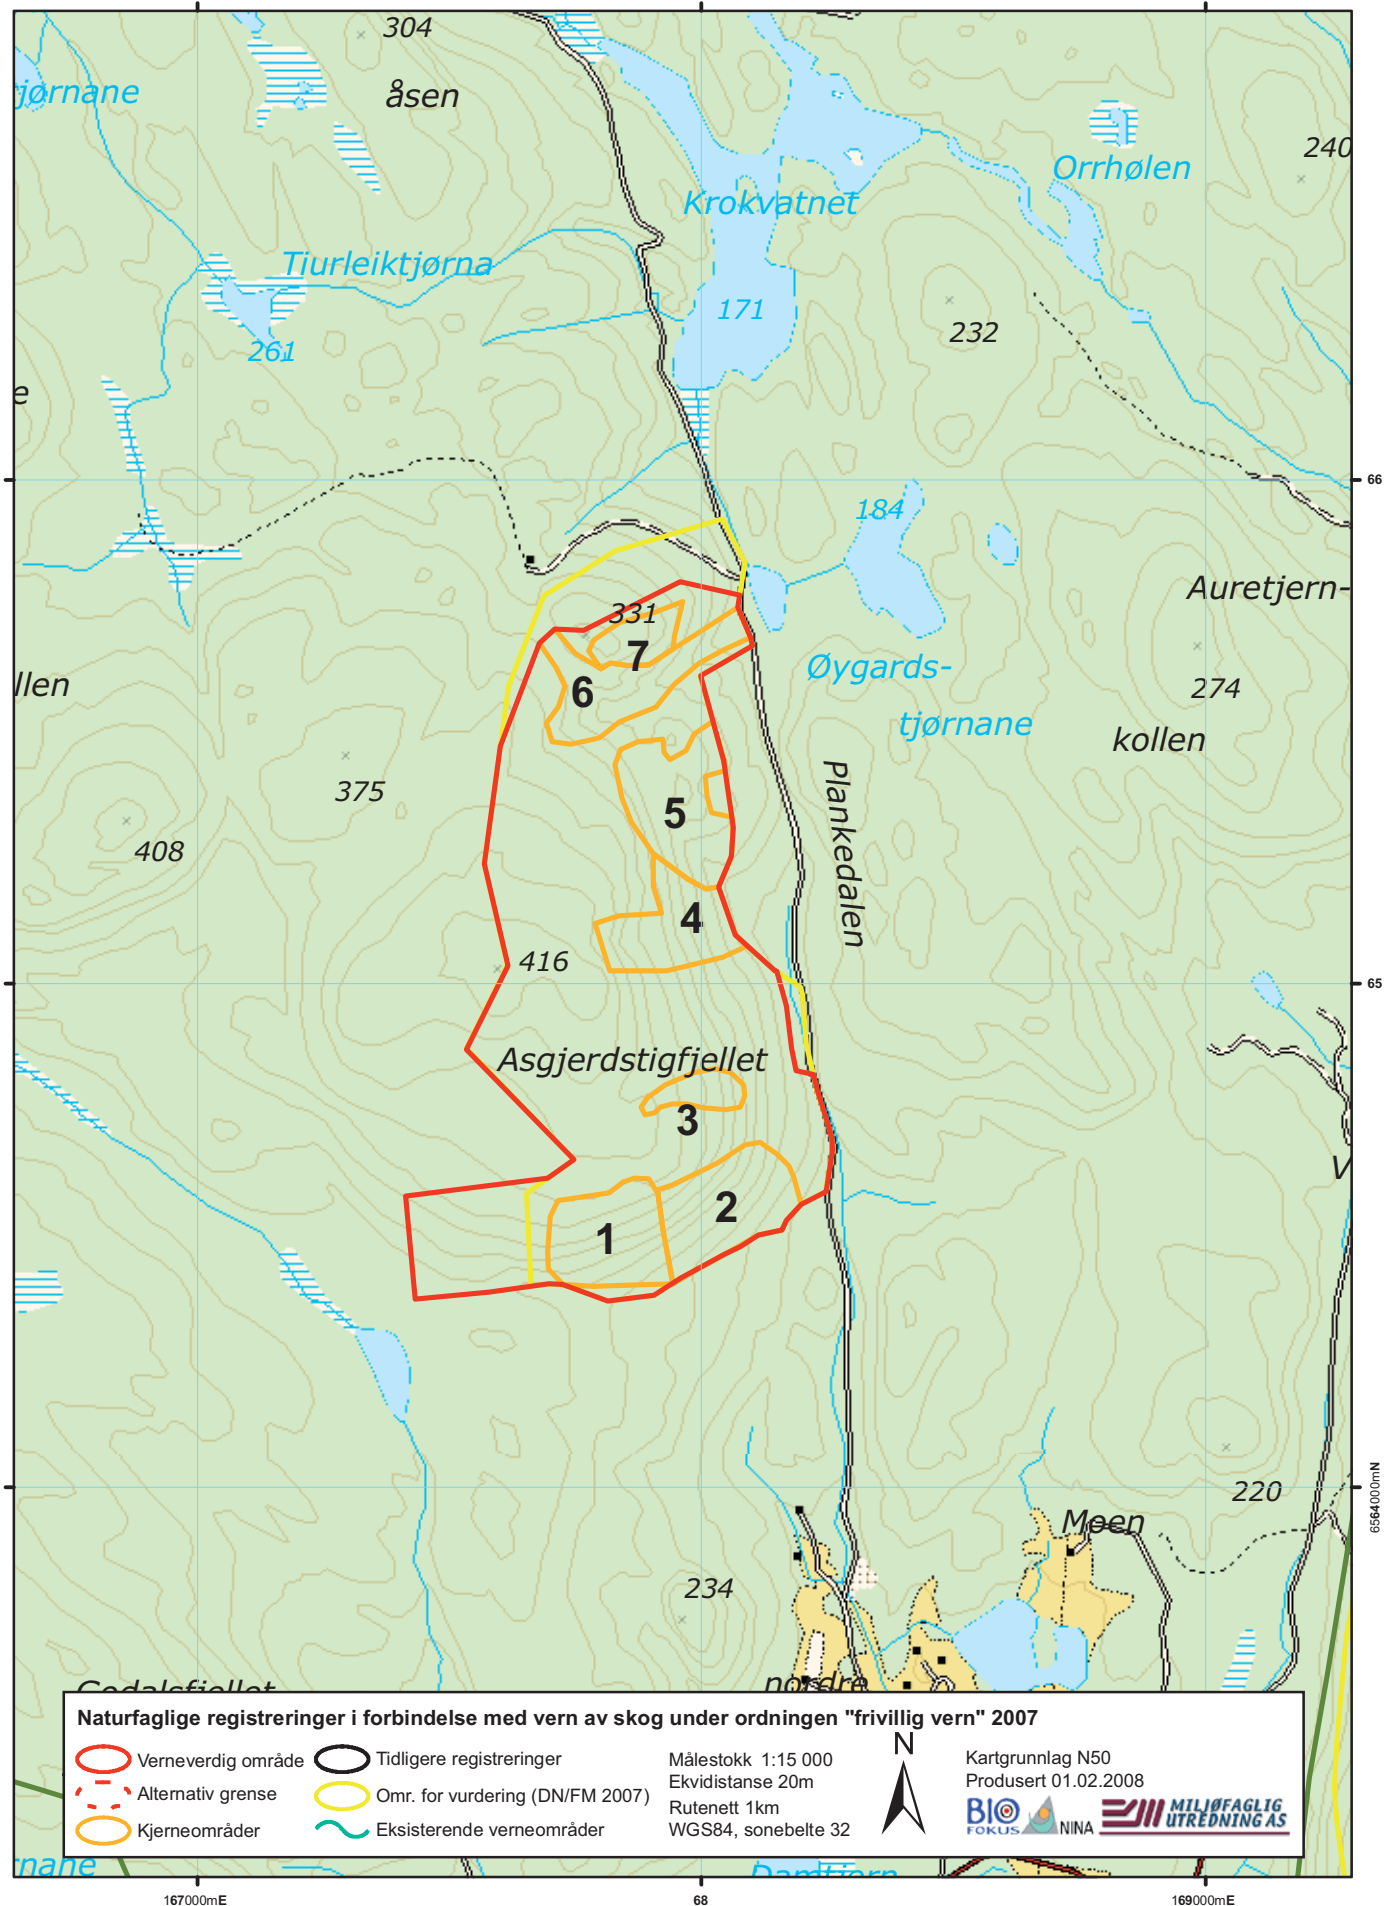 304
åsen
jørnane
Orrhølen
240
Krokvatnet
Tiurleiktjørna
171
232
261
e
66
184
Auretjern-
331
7
Øygards-
llen
6
274
tjørnane
kollen
375
Plankedalen
5
408
4
416
65
Asgjerdstigfjellet
3
V
2
1
220
6564000mN
Moen
234
Godalsfjellet
nordre
Naturfaglige registreringer i forbindelse med vern av skog under ordningen "frivillig vern" 2007
Verneverdig område
Alternativ grense
Kjerneområder
Tidligere registreringer
Omr. for vurdering (DN/FM 2007)
Eksisterende verneområder
Målestokk 1:15 000
Ekvidistanse 20m
Rutenett 1km
WGS84, sonebelte 32
N
Kartgrunnlag N50
Produsert 01.02.2008
BIO
FOKUS
NINA
MILJØFAGLIG
UTREDNING AS
rnane
Damtjern
167000mE
68
169000mE